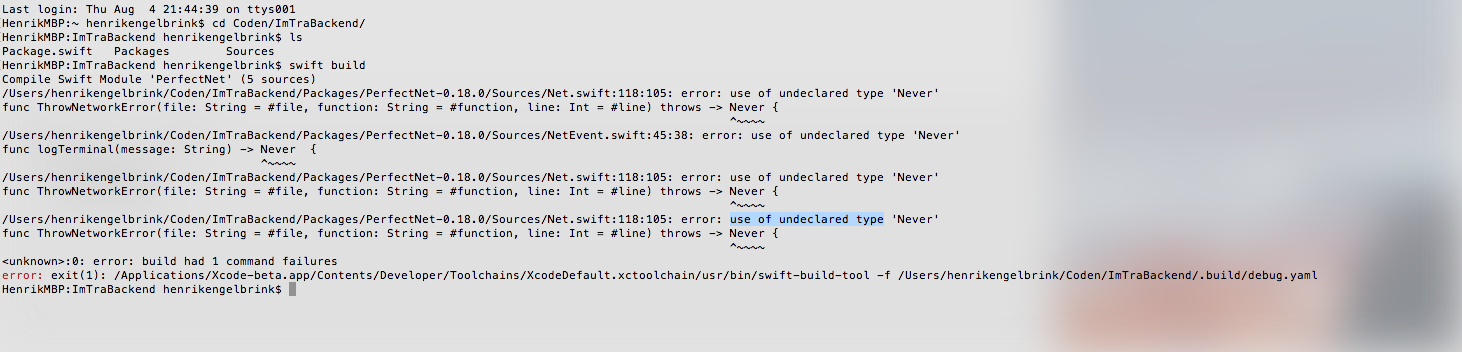 Last login: Thu Aug  4 21:44:39 on ttys001
[HenrikMBP:~ henrikengelbrink$ cd Coden/ImTraBackend/
[HenrikMBP:ImTraBackend henrikengelbrink$ ls
Package.swift   Packages        Sources
[HenrikMBP:ImTraBackend henrikengelbrink$ swift build
Compile Swift Module 'PerfectNet' (5 sources)
/Users/henrikengelbrink/Coden/ImTraBackend/Packages/PerfectNet-0.18.0/Sources/Net.swift:118:105: error: use of undeclared type 'Never'
func ThrowNetworkError(file: String = #file, function: String = #function, line: Int = #line) throws -> Never {
^~~~~
/Users/henrikengelbrink/Coden/ImTraBackend/Packages/PerfectNet-0.18.0/Sources/NetEvent.swift:45:38: error: use of undeclared type 'Never'
func logTerminal(message: String) -> Never  {
^~~~~
/Users/henrikengelbrink/Coden/ImTraBackend/Packages/PerfectNet-0.18.0/Sources/Net.swift:118:105: error: use of undeclared type 'Never'
func ThrowNetworkError(file: String = #file, function: String = #function, line: Int = #line) throws -> Never {
^~~~~
/Users/henrikengelbrink/Coden/ImTraBackend/Packages/PerfectNet-0.18.0/Sources/Net.swift:118:105: error: use of undeclared type 'Never'
func ThrowNetworkError(file: String = #file, function: String = #function, line: Int = #line) throws -> Never {
^~~~~
<unknown>:0: error: build had 1 command failures
error: exit(1): /Applications/Xcode-beta.app/Contents/Developer/Toolchains/XcodeDefault.xctoolchain/usr/bin/swift-build-tool -f /Users/henrikengelbrink/Coden/ImTraBackend/.build/debug.yaml
HenrikMBP:ImTraBackend henrikengelbrink$